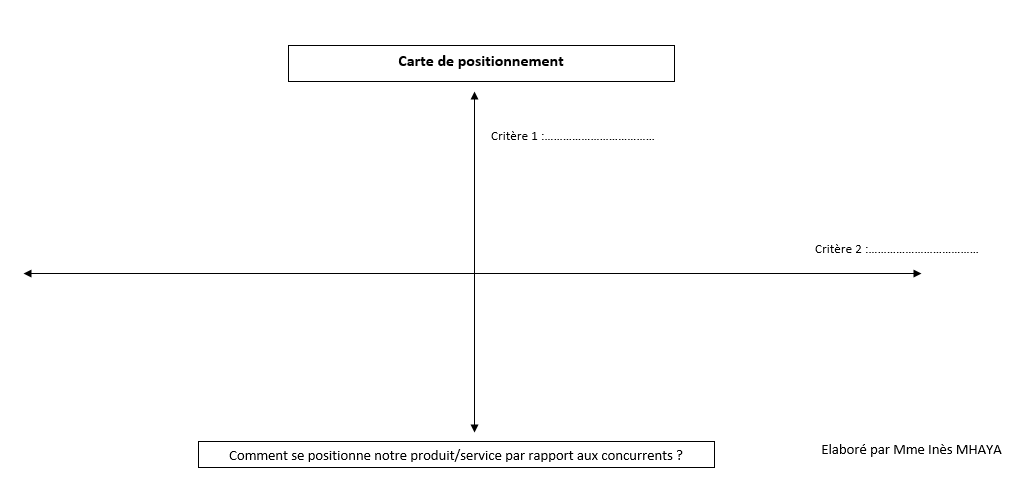 Carte de positionnement
Critère 1 :....................................
Critère 2 :....................................
Comment se positionne notre produit/service par rapport aux concurrents ?
Elaboré par Mme Inès MHAYA